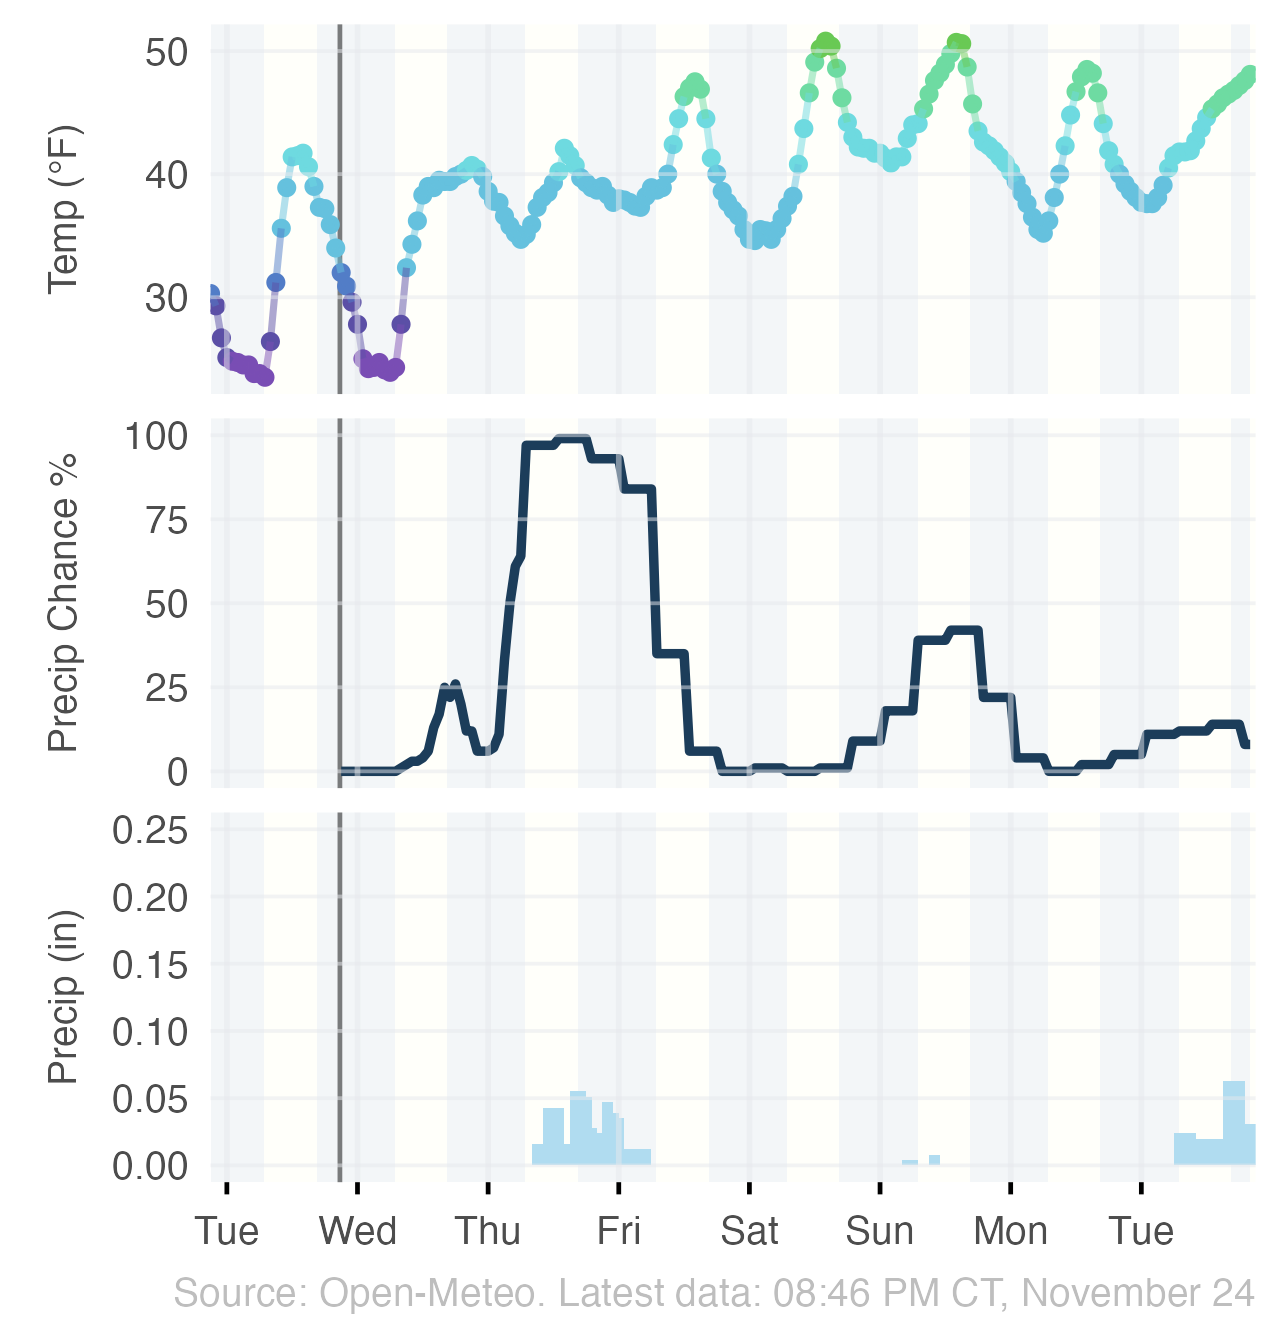 Temp (°F)
50
40
30
Precip Chance %
100
75
50
25
0
Precip (in)
0.25
0.20
0.15
0.10
0.05
0.00
Tue Wed Thu Fri Sat Sun Mon Tue
Source: Open-Meteo. Latest data: 08:46 PM CT, November 24